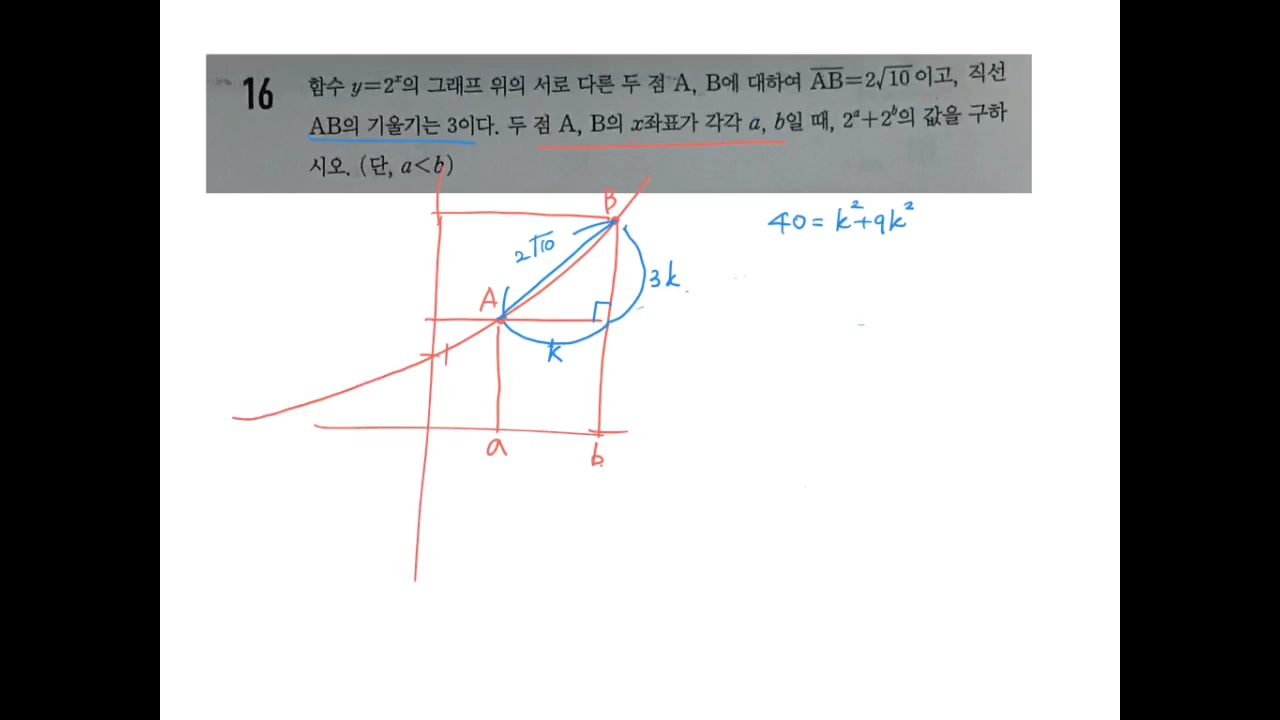 16
함수 y=2^x의 그래프 위의 서로 다른 두 점 A, B에 대하여 AB=2√10이고, 직선
AB의 기울기는 3이다. 두 점 A, B의 x좌표가 각각 a, b일 때, 2^a+2^b의 값을 구하
시오. (단, a<b)
B
40=k²+9k²
2√10
A
3k
1
k
a
b